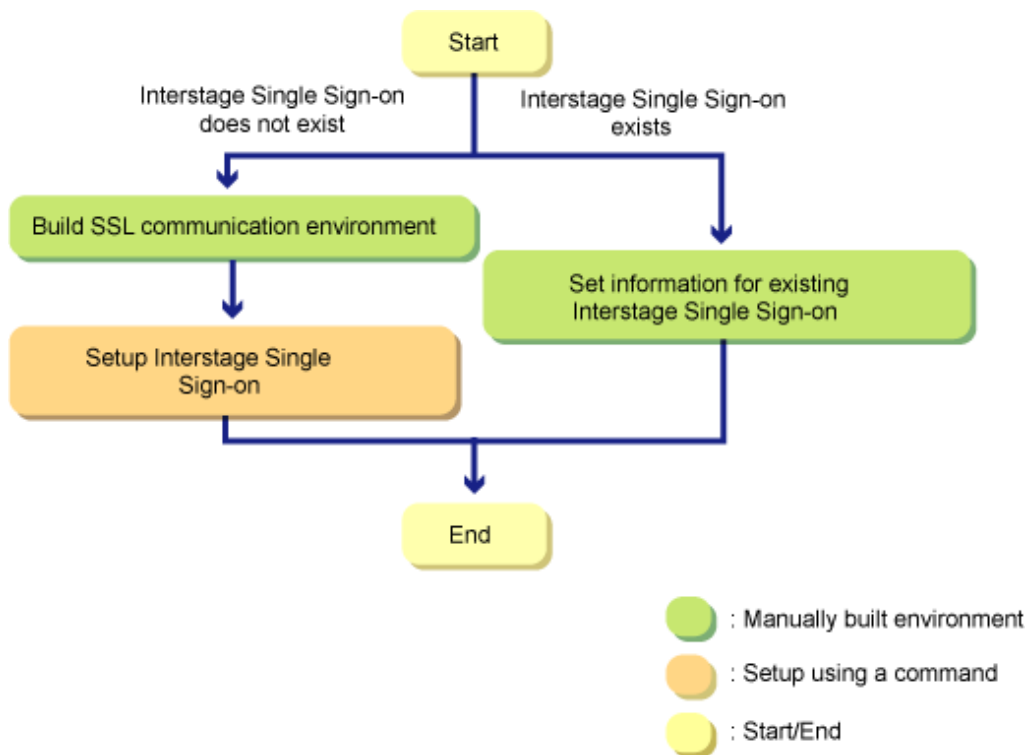 Start
Interstage Single Sign-on
does not exist
Interstage Single Sign-on
exists
Build SSL communication environment
Set information for existing
Interstage Single Sign-on
Setup Interstage Single
Sign-on
End
: Manually built environment
: Setup using a command
: Start/End